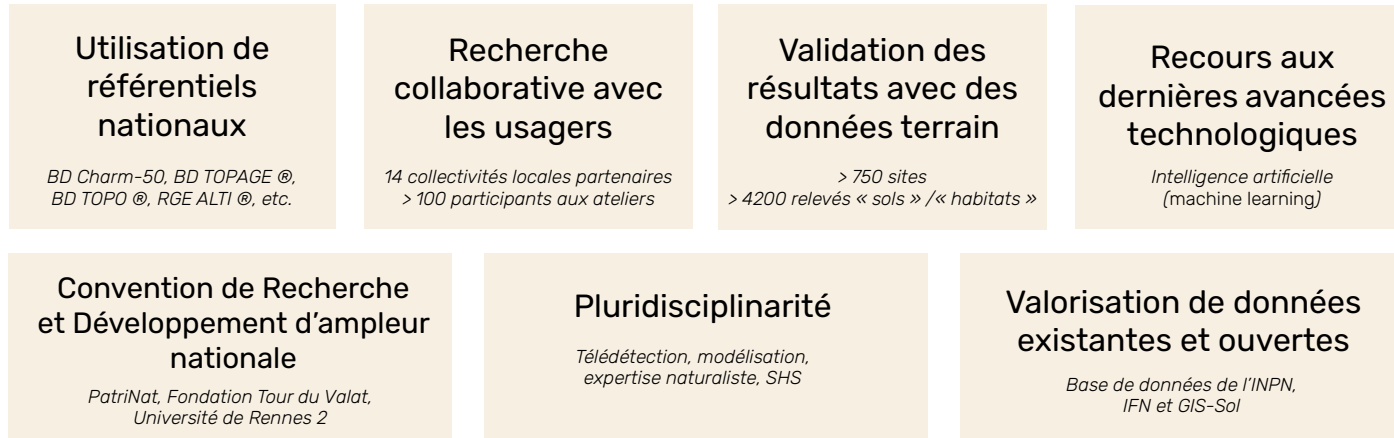 Utilisation de
référentiels
nationaux
BD Charm-50, BD TOPAGE ®,
BD TOPO ®, RGE ALTI ®, etc.
Recherche
collaborative avec
les usagers
14 collectivités locales partenaires
> 100 participants aux ateliers
Validation des
résultats avec des
données terrain
> 750 sites
> 4200 relevés « sols » /« habitats »
Recours aux
dernières avancées
technologiques
Intelligence artificielle
(machine learning)
Convention de Recherche
et Développement d’ampleur
nationale
PatriNat, Fondation Tour du Valat,
Université de Rennes 2
Pluridisciplinarité
Télédétection, modélisation,
expertise naturaliste, SHS
Valorisation de données
existantes et ouvertes
Base de données de l’INPN,
IFN et GIS-Sol